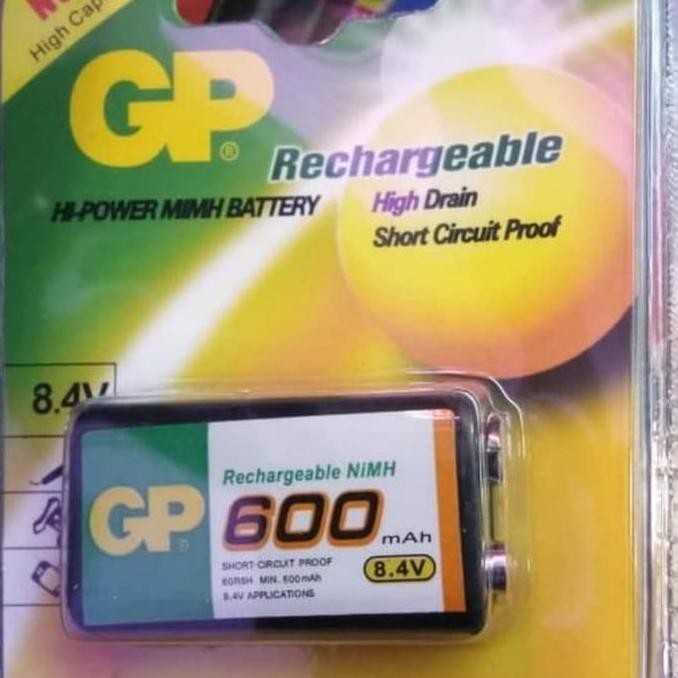 High Cap
GP®
Rechargeable
HI-POWER MIMH BATTERY
High Drain
Short Circuit Proof
8.4V
GP
Rechargeable NiMH
600 mAh
SHORT-CIRCUIT PROOF
60R8H MIN. 600mAh
8.4V APPLICATIONS
8.4V